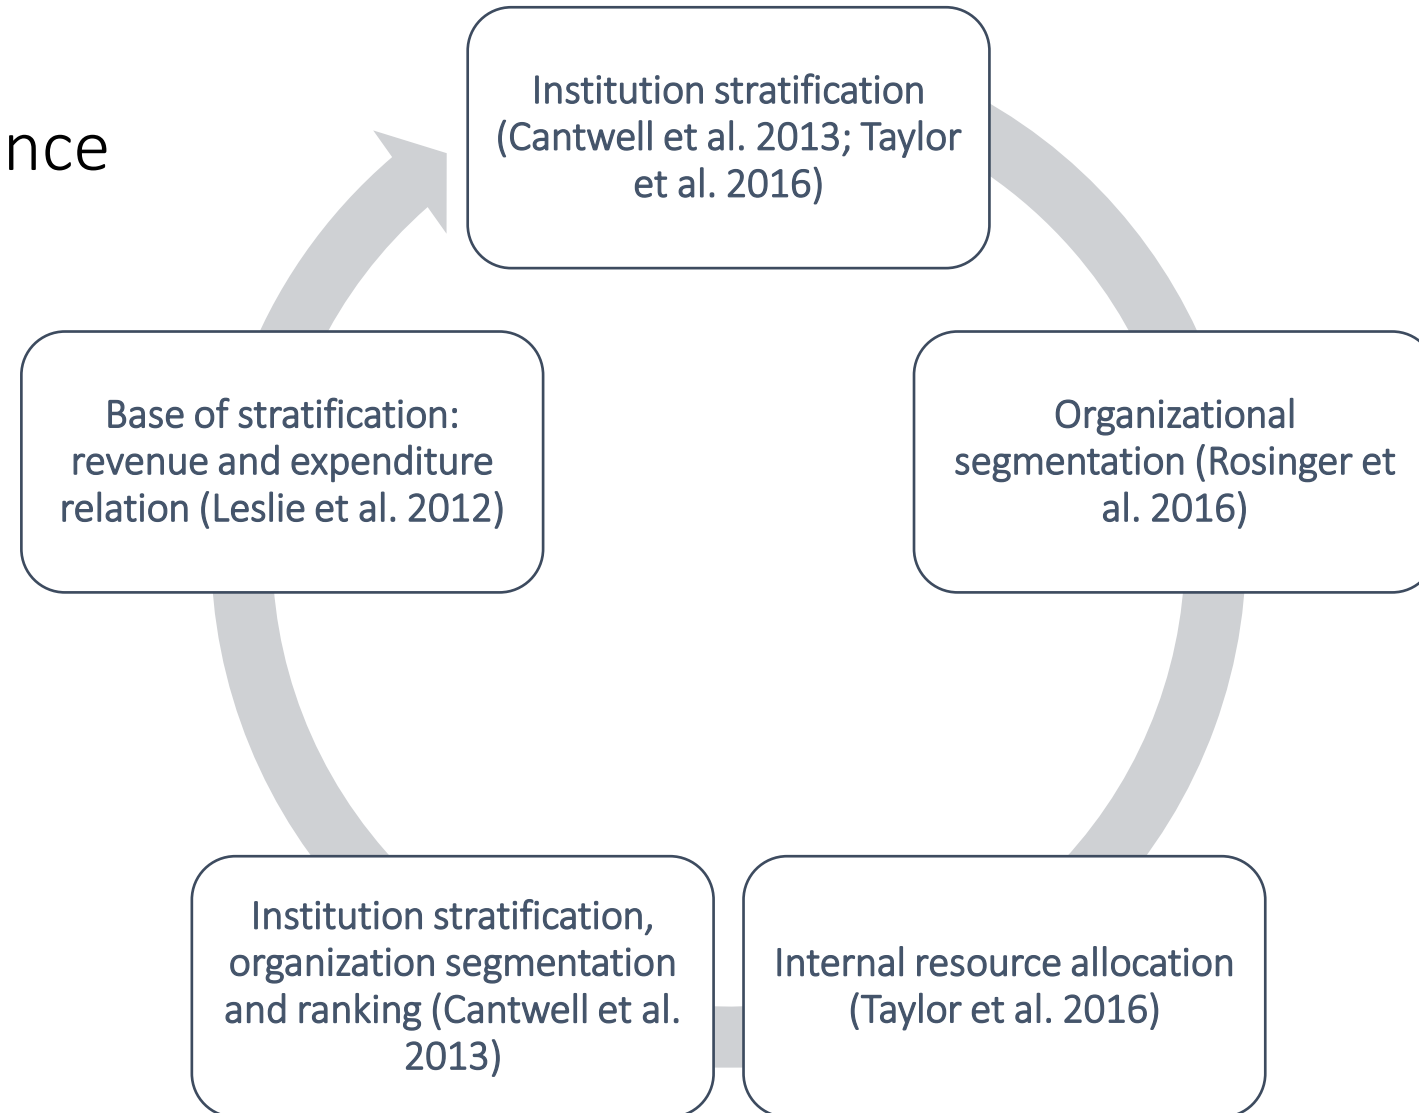 nce
Institution stratification
(Cantwell et al. 2013; Taylor
et al. 2016)
Organizational
segmentation (Rosinger et
al. 2016)
Internal resource allocation
(Taylor et al. 2016)
Institution stratification,
organization segmentation
and ranking (Cantwell et al.
2013)
Base of stratification:
revenue and expenditure
relation (Leslie et al. 2012)